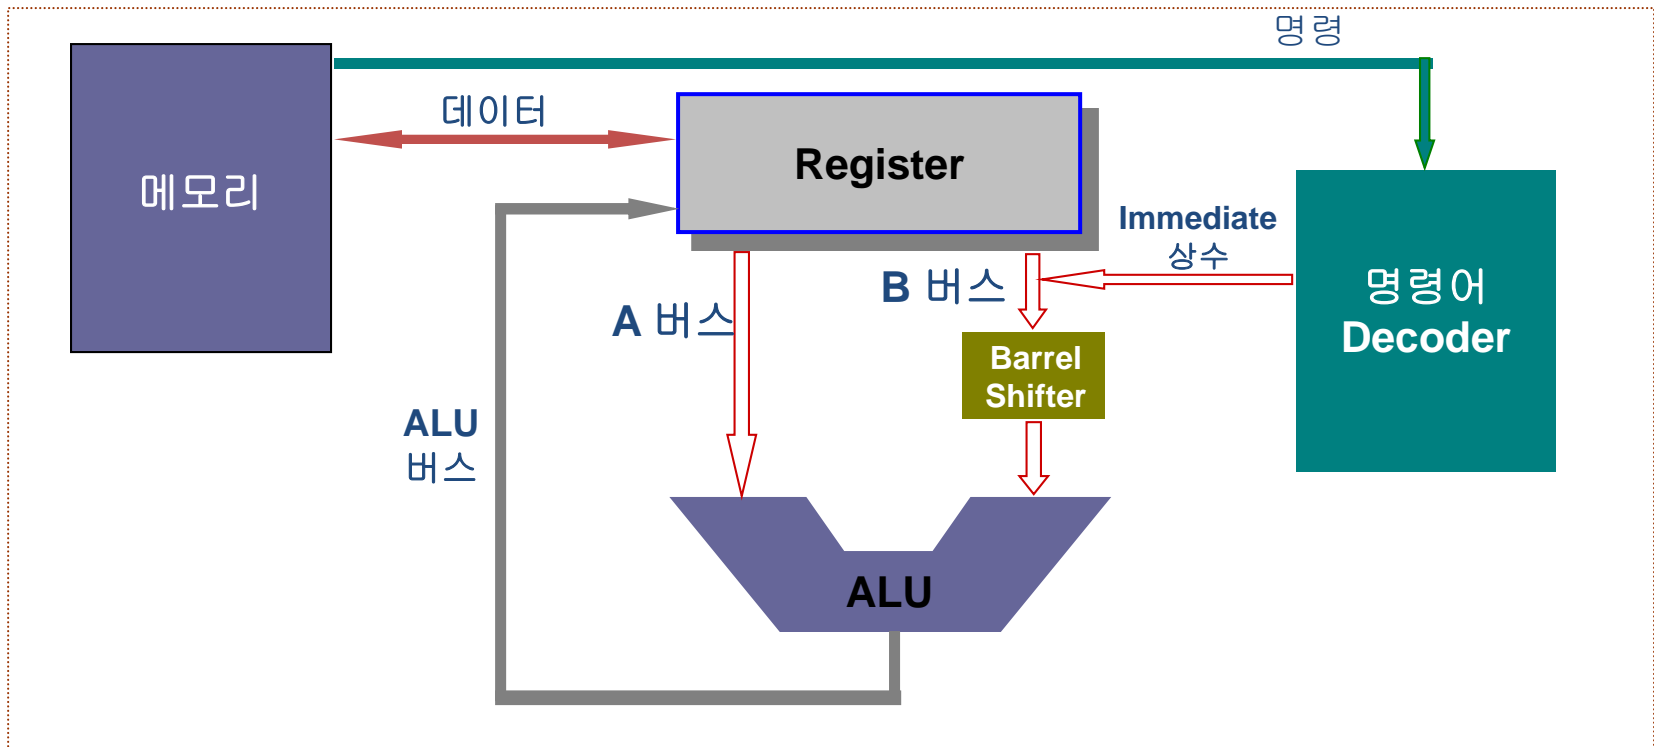 명령
데이터
메모리
Register
Immediate
상수
B 버스
A 버스
명령어
Decoder
Barrel
Shifter
ALU
버스
ALU